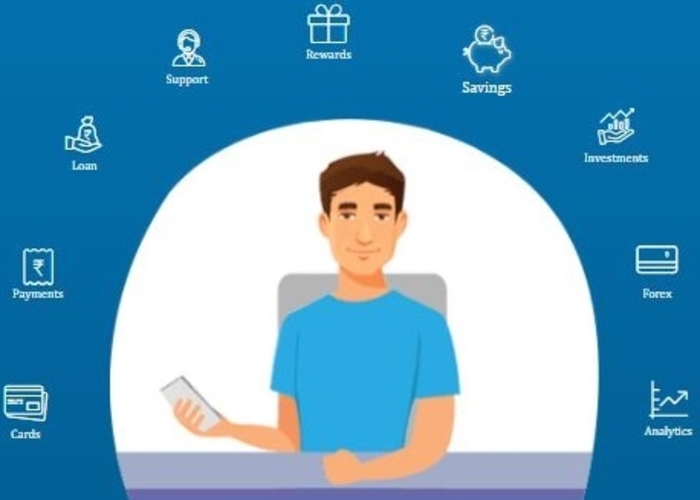 Rewards
Support
Savings
Investments
Loan
Payments
Forex
Cards
Analytics